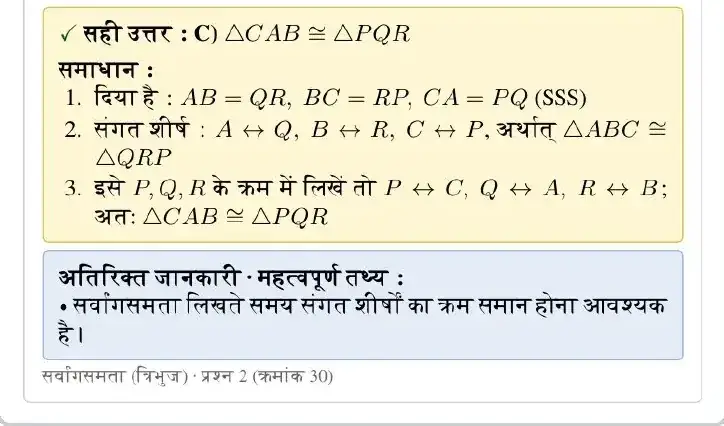 ✓ सही उत्तर : C) △CAB ≅ △PQR
समाधान :
1. दिया है : AB = QR, BC = RP, CA = PQ (SSS)
2. संगत शीर्ष : A ↔ Q, B ↔ R, C ↔ P, अर्थात् △ABC ≅
△QRP
3. इसे P, Q, R के क्रम में लिखें तो P ↔ C, Q ↔ A, R ↔ B;
अतः △CAB ≅ △PQR
अतिरिक्त जानकारी · महत्वपूर्ण तथ्य :
• सर्वांगसमता लिखते समय संगत शीर्षों का क्रम समान होना आवश्यक
है।
सर्वांगसमता (त्रिभुज) · प्रश्न 2 (क्रमांक 30)